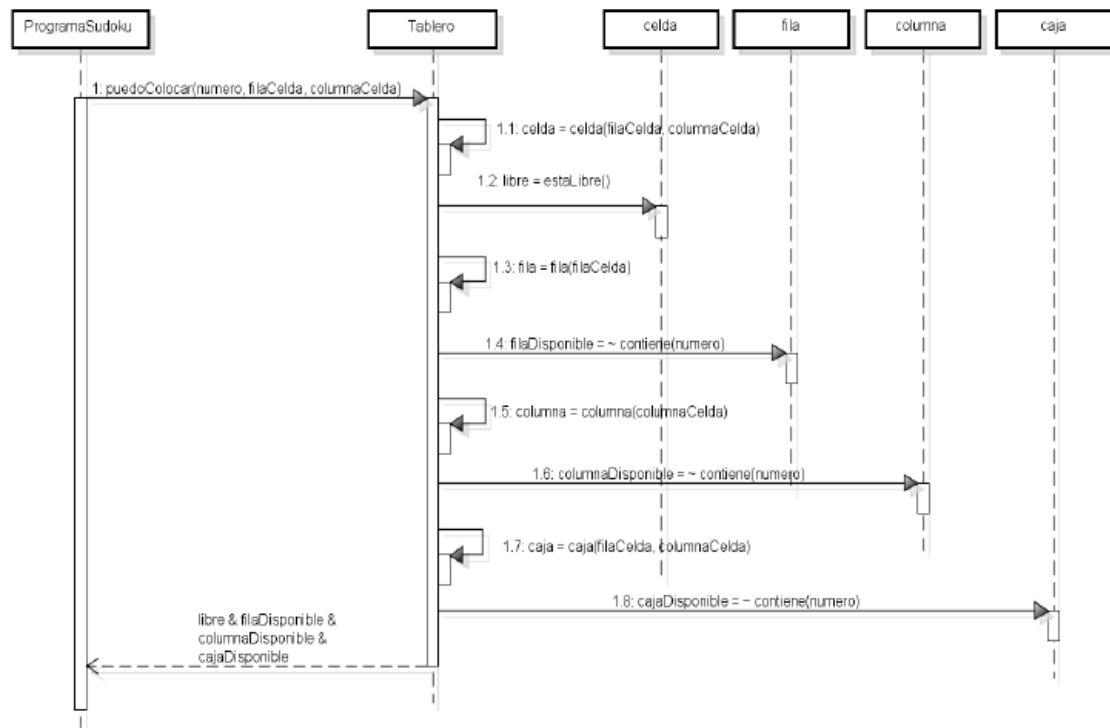 ProgramaSudoku
Tablero
celda
fila
columna
caja
1: puedoColocar(numero, filaCelda, columnaCelda)
1.1: celda = celda(filaCelda, columnaCelda)
1.2: libre = estaLibre()
1.3: fila = fila(filaCelda)
1.4: filaDisponible = ~ contiene(numero)
1.5: columna = columna(columnaCelda)
1.6: columnaDisponible = ~ contiene(numero)
1.7: caja = caja(filaCelda, columnaCelda)
1.8: cajaDisponible = ~ contiene(numero)
libre & filaDisponible &
columnaDisponible &
cajaDisponible